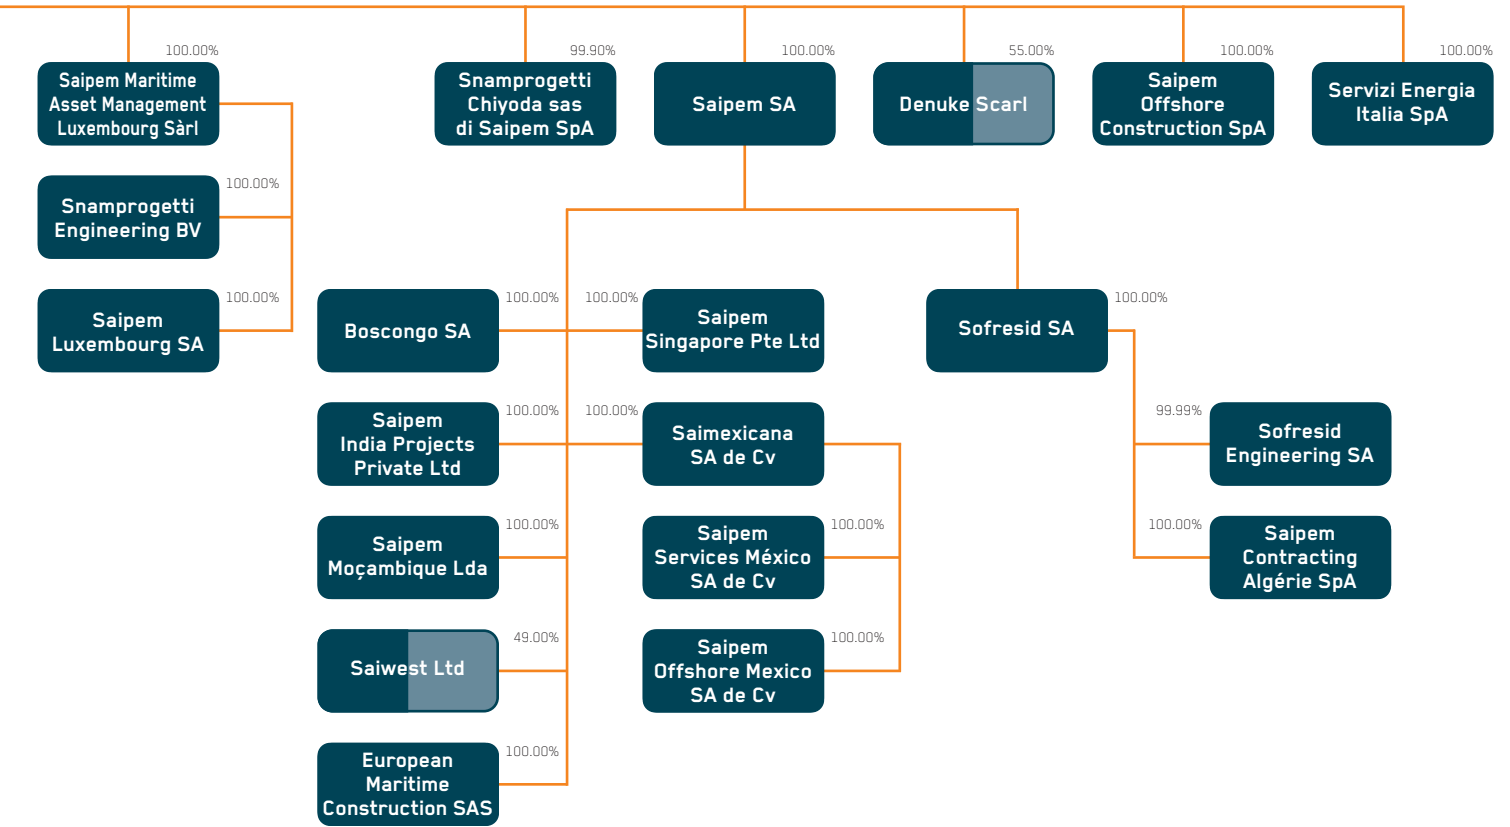 100.00%
Saipem Maritime
Asset Management
Luxembourg Sàrl
99.90%
Snamprogetti
Chiyoda sas
di Saipem SpA
100.00%
Saipem SA
55.00%
Denuke Scarl
100.00%
Saipem
Offshore
Construction SpA
100.00%
Servizi Energia
Italia SpA
100.00%
Snamprogetti
Engineering BV
100.00%
Saipem
Luxembourg SA
100.00%
Boscongo SA
100.00%
Saipem
Singapore Pte Ltd
100.00%
Sofresid SA
100.00%
Saipem
India Projects
Private Ltd
100.00%
Saimexicana
SA de Cv
99.99%
Sofresid
Engineering SA
100.00%
Saipem
Moçambique Lda
100.00%
Saipem
Services México
SA de Cv
100.00%
Saipem
Contracting
Algérie SpA
49.00%
Saiwest Ltd
100.00%
Saipem
Offshore Mexico
SA de Cv
100.00%
European
Maritime
Construction SAS